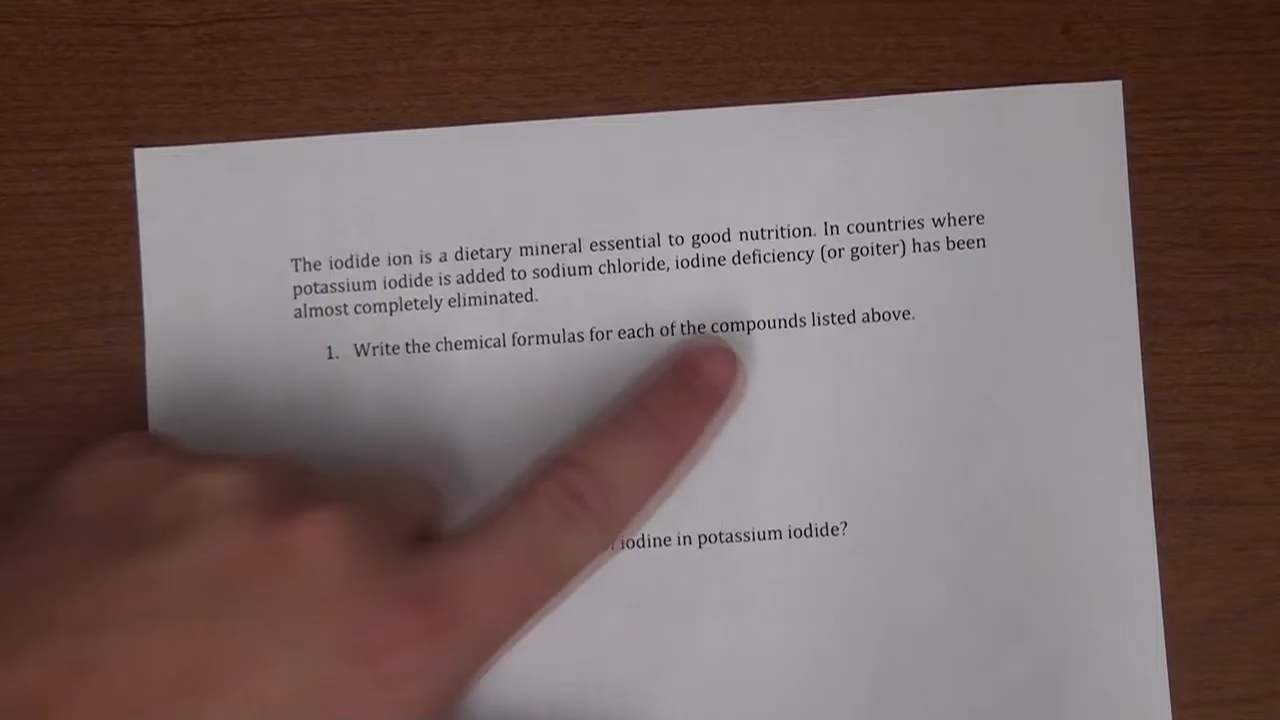 The iodide ion is a dietary mineral essential to good nutrition. In countries where
potassium iodide is added to sodium chloride, iodine deficiency (or goiter) has been
almost completely eliminated.
1. Write the chemical formulas for each of the compounds listed above.
iodine in potassium iodide?